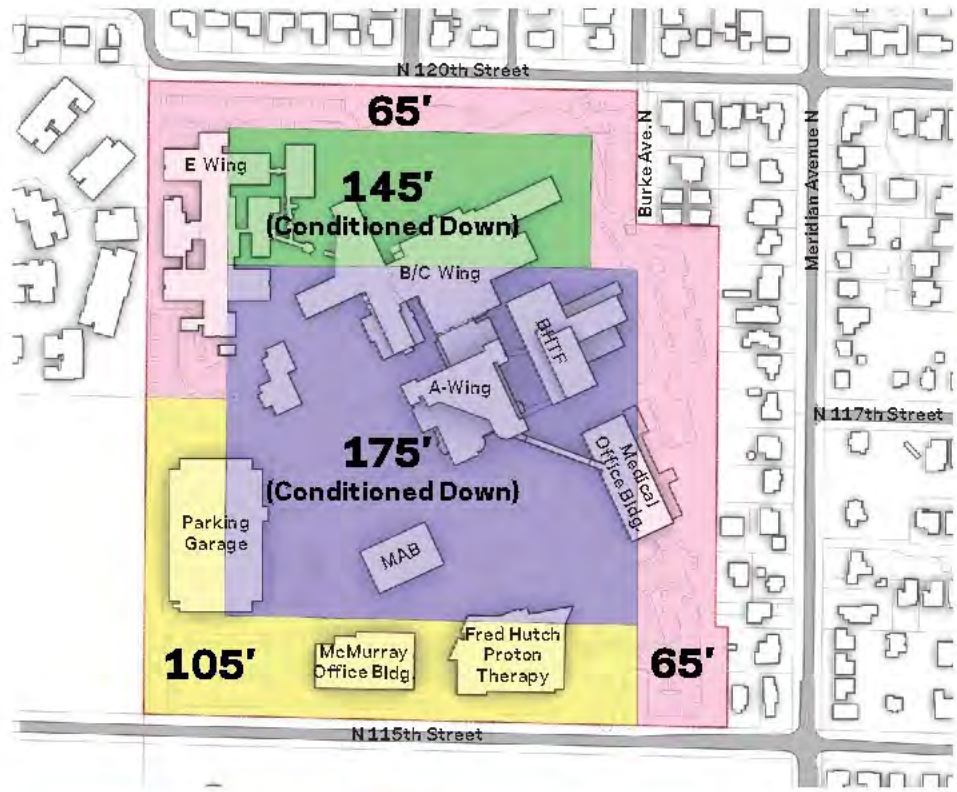 N 120th Street
65'
E Wing
145'
(Conditioned Down)
Burke Ave. N
Meridian Avenue N
B/C Wing
BHTF
A-Wing
N 117th Street
175'
(Conditioned Down)
Medical
Office Bldg.
Parking
Garage
MAB
105'
McMurray
Office Bldg.
Fred Hutch
Proton
Therapy
65'
N 115th Street